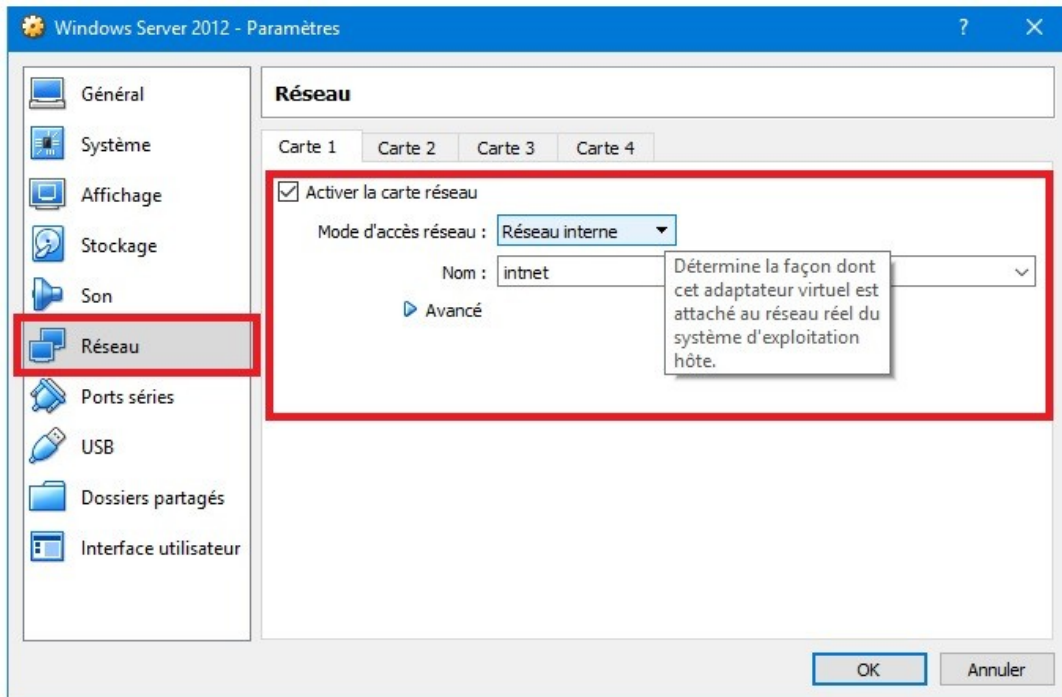 Windows Server 2012 - Paramètres
?
Général
Système
Affichage
Stockage
Son
Réseau
Ports séries
USB
Dossiers partagés
Interface utilisateur
Réseau
Carte 1 Carte 2 Carte 3 Carte 4
Activer la carte réseau
Mode d'accès réseau : Réseau interne
Nom : intnet
Avancé
Détermine la façon dont
cet adaptateur virtuel est
attaché au réseau réel du
système d'exploitation
hôte.
OK Annuler